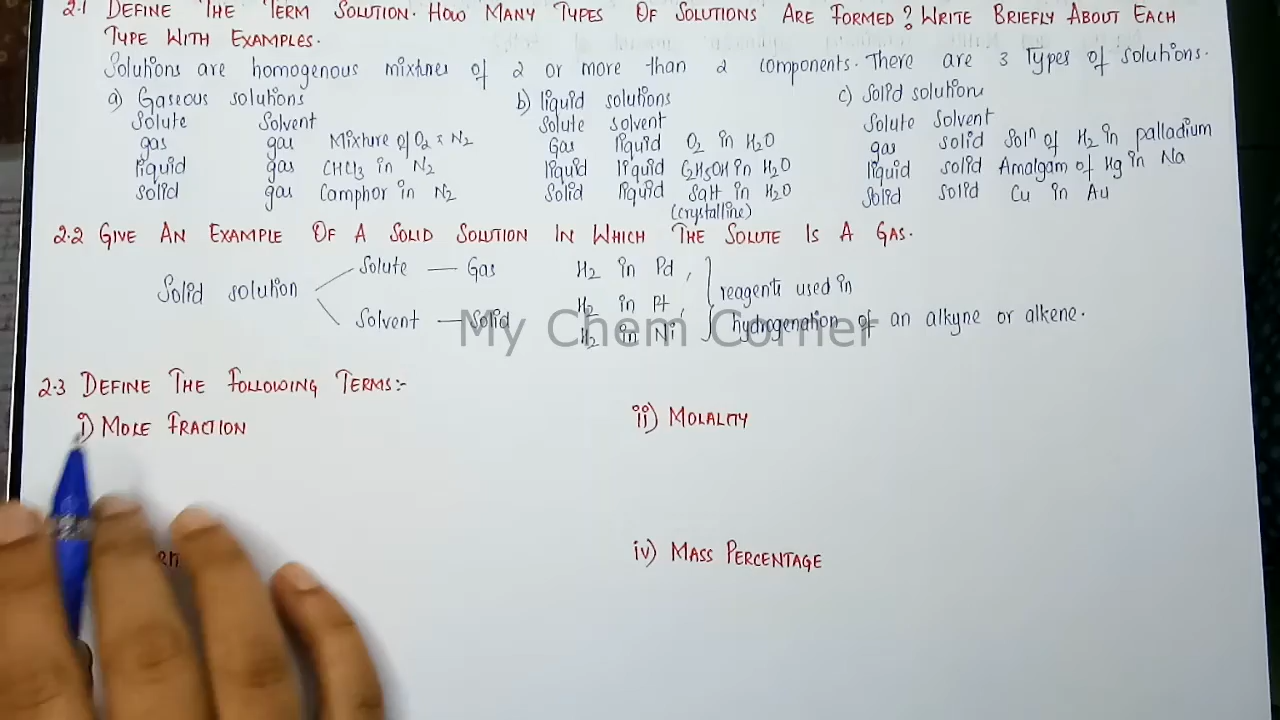 2.1 DEFINE THE TERM SOLUTION. HOW MANY TYPES OF SOLUTIONS ARE FORMED? WRITE BRIEFLY ABOUT EACH
TYPE WITH EXAMPLES.
Solutions are homogenous mixtures of 2 or more than 2 components. There are 3 Types of solutions.
a) Gaseous solutions
Solute Solvent
gas gas Mixture of O₂ & N₂
liquid gas CHCl₃ in N₂
Solid gas Camphor in N₂
b) liquid solutions
Solute solvent
Gas liquid O₂ in H₂O
liquid liquid C₂H₅OH in H₂O
Solid liquid Salt in H₂O
(crystalline)
c) Solid solution
Solute Solvent
gas solid Solⁿ of H₂ in palladium
liquid solid Amalgam of Hg in Na
Solid solid Cu in Au
2.2 GIVE AN EXAMPLE OF A SOLID SOLUTION IN WHICH THE SOLUTE IS A GAS.
Solid solution
Solute — Gas
Solvent — Solid
H₂ in Pd,
H₂ in Pt,
H₂ in Ni
reagents used in
hydrogenation of an alkyne or alkene.
My Chem Corner
2.3 DEFINE THE FOLLOWING TERMS:-
i) MOLE FRACTION
ii) MOLALITY
iv) MASS PERCENTAGE